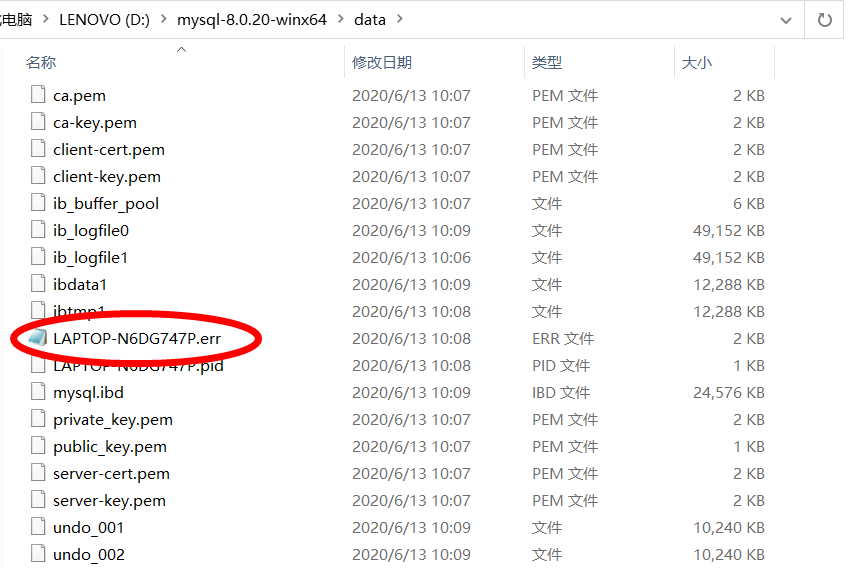 电脑 > LENOVO (D:) > mysql-8.0.20-winx64 > data >
名称 修改日期 类型 大小
ca.pem 2020/6/13 10:07 PEM 文件 2 KB
ca-key.pem 2020/6/13 10:07 PEM 文件 2 KB
client-cert.pem 2020/6/13 10:07 PEM 文件 2 KB
client-key.pem 2020/6/13 10:07 PEM 文件 2 KB
ib_buffer_pool 2020/6/13 10:07 文件 6 KB
ib_logfile0 2020/6/13 10:09 文件 49,152 KB
ib_logfile1 2020/6/13 10:06 文件 49,152 KB
ibdata1 2020/6/13 10:09 文件 12,288 KB
ibtmp1 2020/6/13 10:08 文件 12,288 KB
LAPTOP-N6DG747P.err 2020/6/13 10:08 ERR 文件 2 KB
LAPTOP-N6DG747P.pid 2020/6/13 10:08 PID 文件 1 KB
mysql.ibd 2020/6/13 10:09 IBD 文件 24,576 KB
private_key.pem 2020/6/13 10:07 PEM 文件 2 KB
public_key.pem 2020/6/13 10:07 PEM 文件 1 KB
server-cert.pem 2020/6/13 10:07 PEM 文件 2 KB
server-key.pem 2020/6/13 10:07 PEM 文件 2 KB
undo_001 2020/6/13 10:09 文件 10,240 KB
undo_002 2020/6/13 10:09 文件 10,240 KB